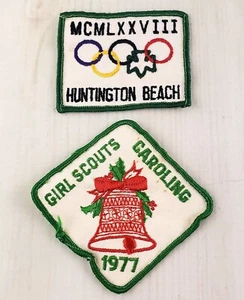 MCMLXXVIII
HUNTINGTON BEACH
GIRL SCOUTS CAROLING
1977